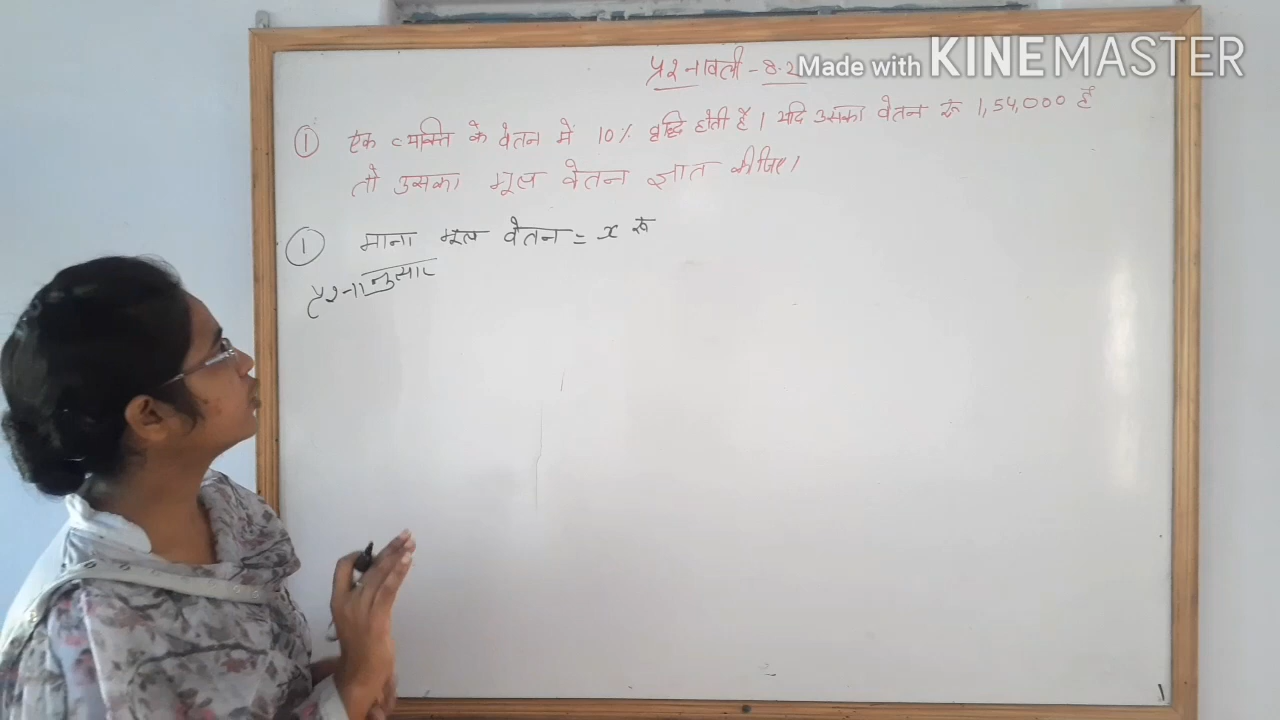 प्रश्नावली - 8.2
Made with KINEMASTER
① एक व्यक्ति के वेतन में 10% वृद्धि होती है। यदि उसका वेतन रू 1,54,000 है
तो उसका मूल वेतन ज्ञात कीजिए।
① माना मूल वेतन = x रू
प्रश्नानुसार